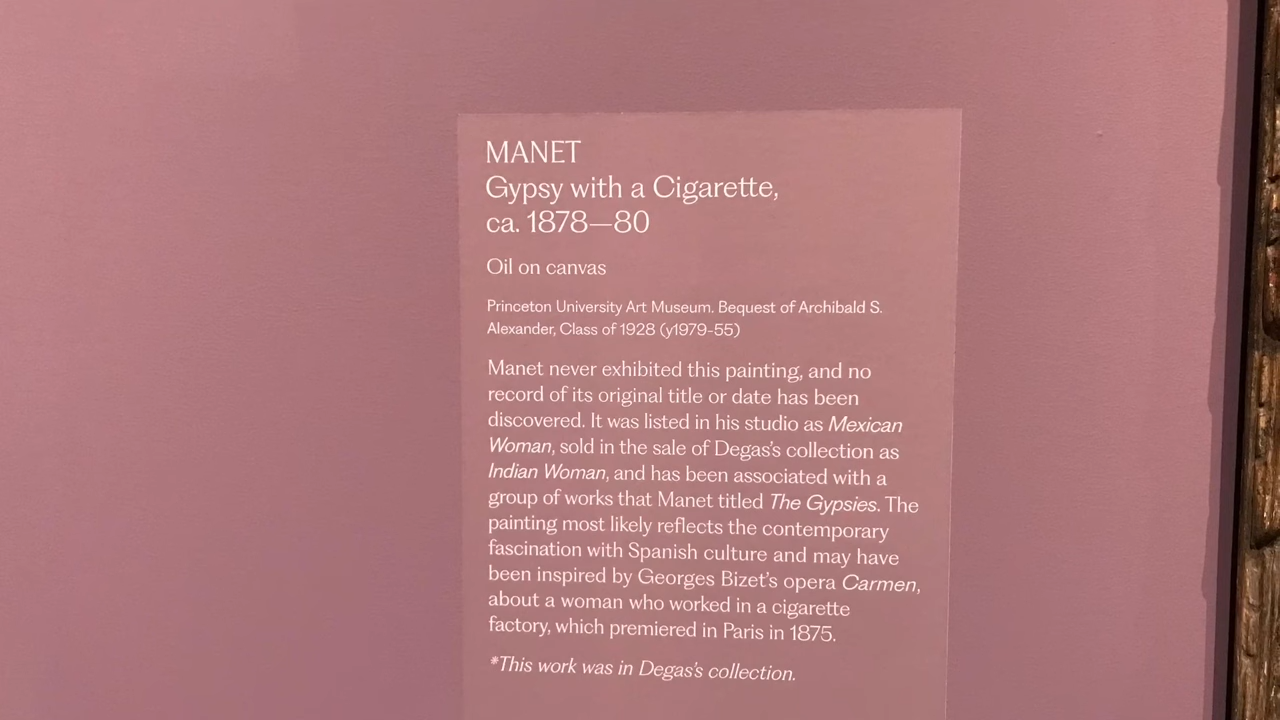 MANET
Gypsy with a Cigarette,
ca. 1878—80
Oil on canvas
Princeton University Art Museum. Bequest of Archibald S.
Alexander, Class of 1928 (y1979-55)
Manet never exhibited this painting, and no
record of its original title or date has been
discovered. It was listed in his studio as Mexican
Woman, sold in the sale of Degas's collection as
Indian Woman, and has been associated with a
group of works that Manet titled The Gypsies. The
painting most likely reflects the contemporary
fascination with Spanish culture and may have
been inspired by Georges Bizet's opera Carmen,
about a woman who worked in a cigarette
factory, which premiered in Paris in 1875.
*This work was in Degas's collection.